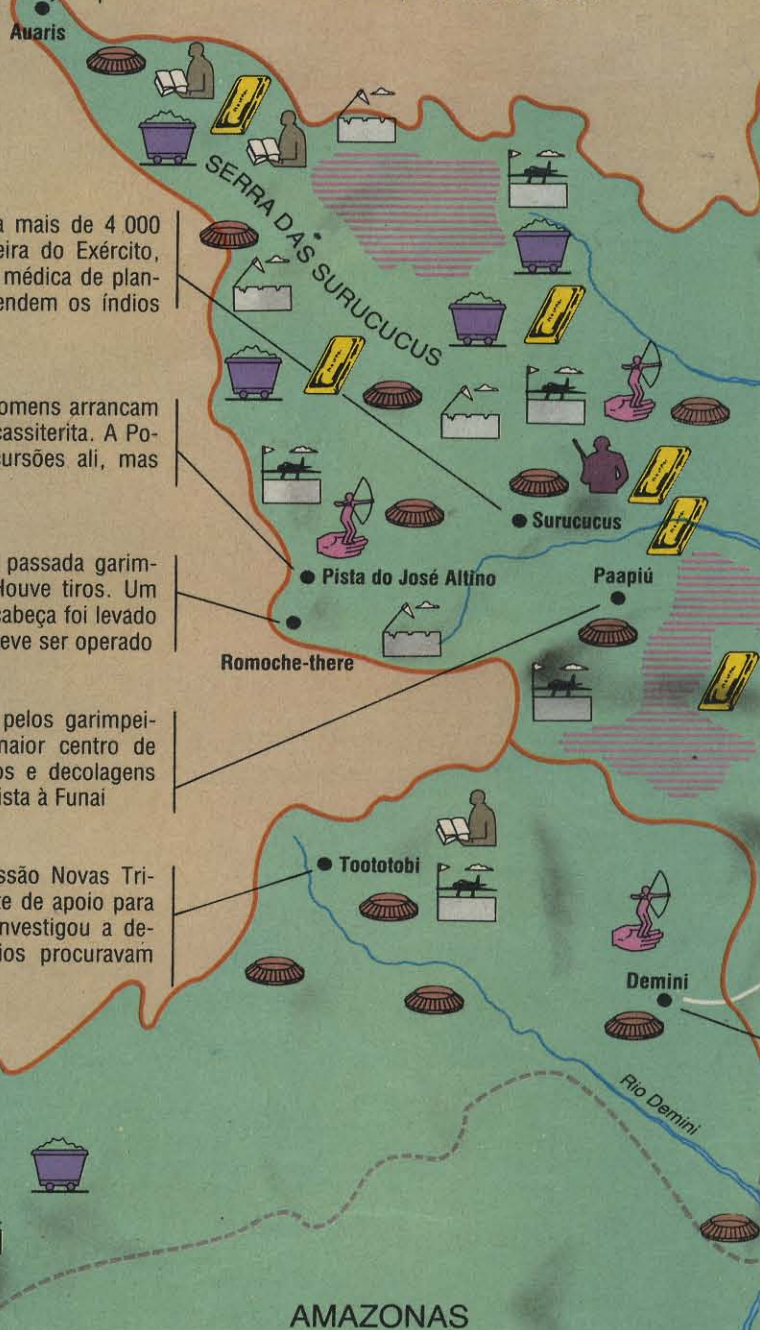 Auaris
SERRA DAS SURUCUCUS
a mais de 4 000
eira do Exército,
médica de plan-
endem os índios
omens arrancam
cassiterita. A Po-
cursões ali, mas
Surucucus
passada garim-
Houve tiros. Um
cabeça foi levado
eve ser operado
Pista do José Altino
Paapiú
Romoche-there
pelos garimpei-
maior centro de
os e decolagens
ista à Funai
ssão Novas Tri-
te de apoio para
investigou a de-
ios procuravam
Toototobi
Demini
Rio Demini
AMAZONAS